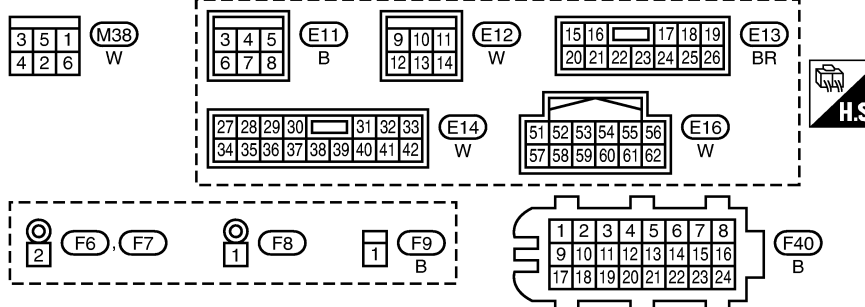 3 5 1
4 2 6
M38
W
3 4 5
6 7 8
E11
B
9 10 11
12 13 14
E12
W
15 16 17 18 19
20 21 22 23 24 25 26
E13
BR
H.S
27 28 29 30 31 32 33
34 35 36 37 38 39 40 41 42
E14
W
51 52 53 54 55 56
57 58 59 60 61 62
E16
W
2
F6 , F7
1
F8
1
F9
B
1 2 3 4 5 6 7 8
9 10 11 12 13 14 15 16
17 18 19 20 21 22 23 24
F40
B